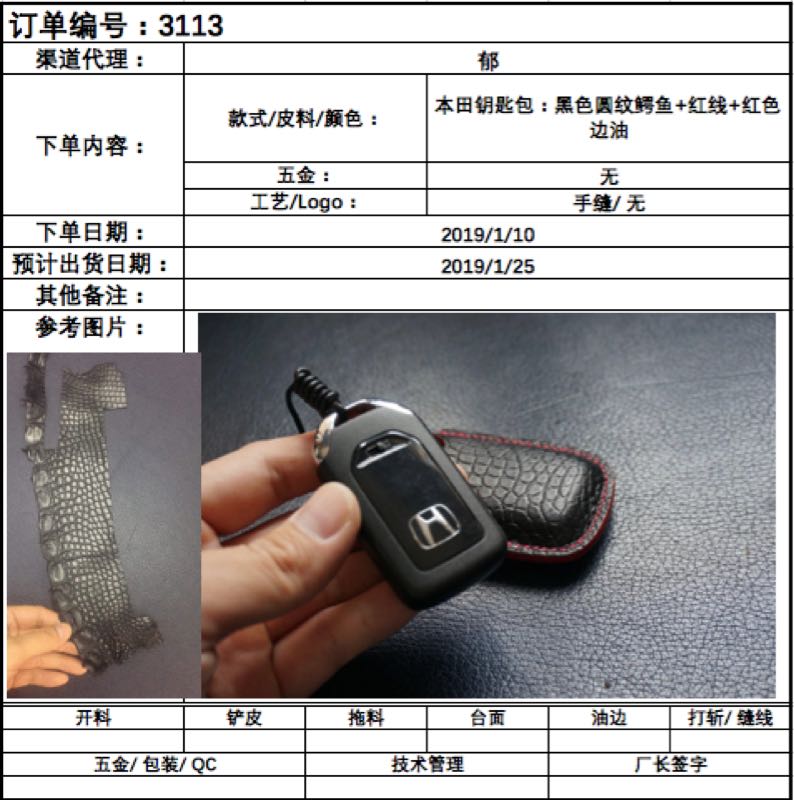 订单编号：3113
渠道代理：
郁
下单内容：
款式/皮料/颜色：
本田钥匙包：黑色圆纹鳄鱼+红线+红色
边油
五金：
无
工艺/Logo：
手缝/ 无
下单日期：
2019/1/10
预计出货日期：
2019/1/25
其他备注：
参考图片：
开料
铲皮
拖料
台面
油边
打斩/ 缝线
五金/ 包装/ QC
技术管理
厂长签字